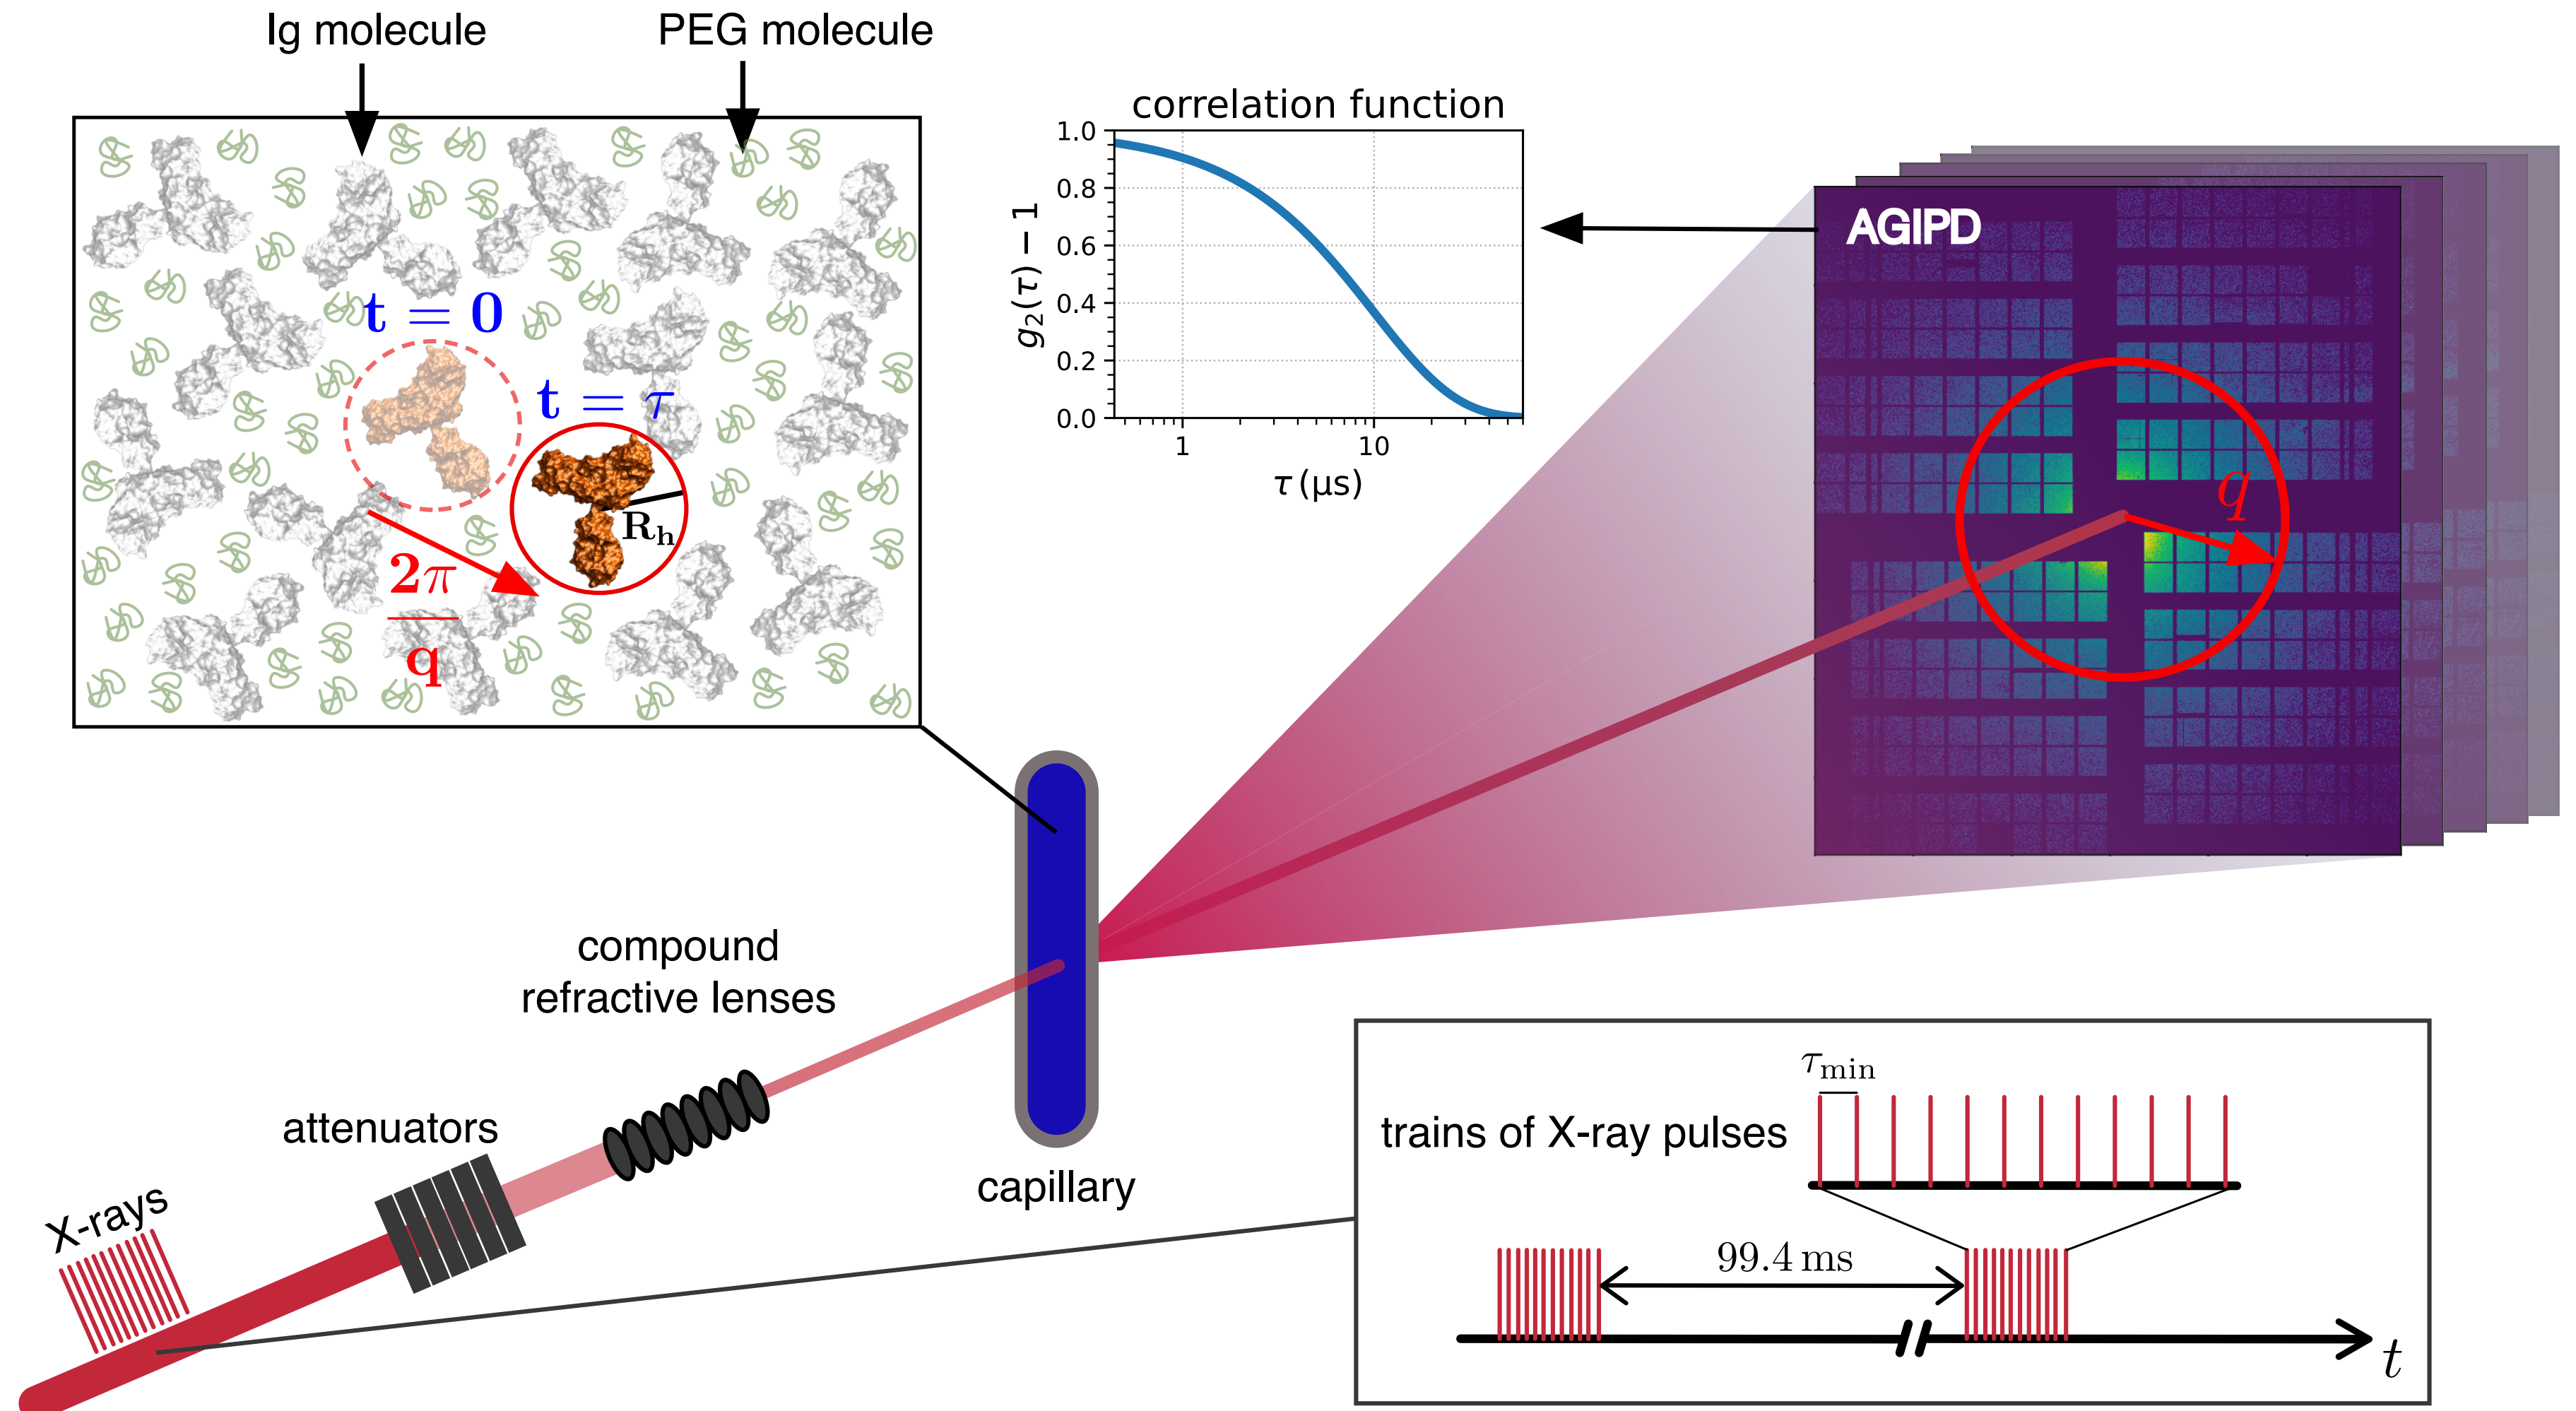 Ig molecule
PEG molecule
t = 0
t = τ
R_h
2π
q
correlation function
g₂(τ) − 1
1.0
0.8
0.6
0.4
0.2
0.0
1
10
τ (μs)
AGIPD
q
compound
refractive lenses
attenuators
X-rays
capillary
τ_min
trains of X-ray pulses
99.4 ms
t